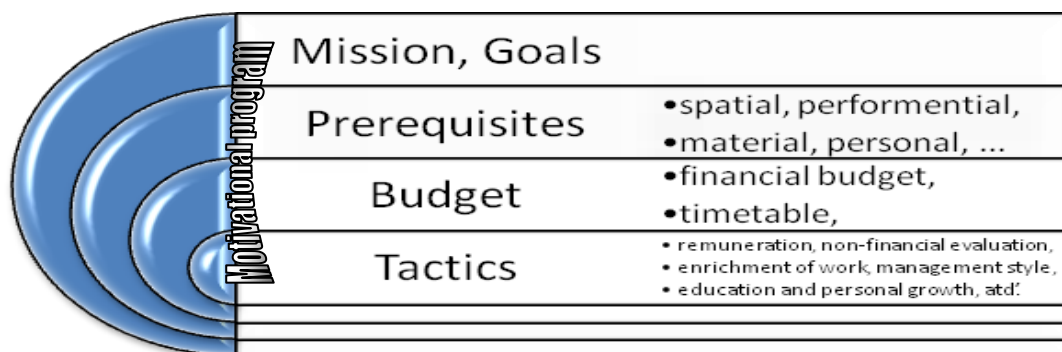 Motivational program
Mission, Goals
Prerequisites
•spatial, performential,
•material, personal, ...
Budget
•financial budget,
•timetable,
Tactics
• remuneration, non-financial evaluation,
• enrichment of work, management style,
• education and personal growth, atď.